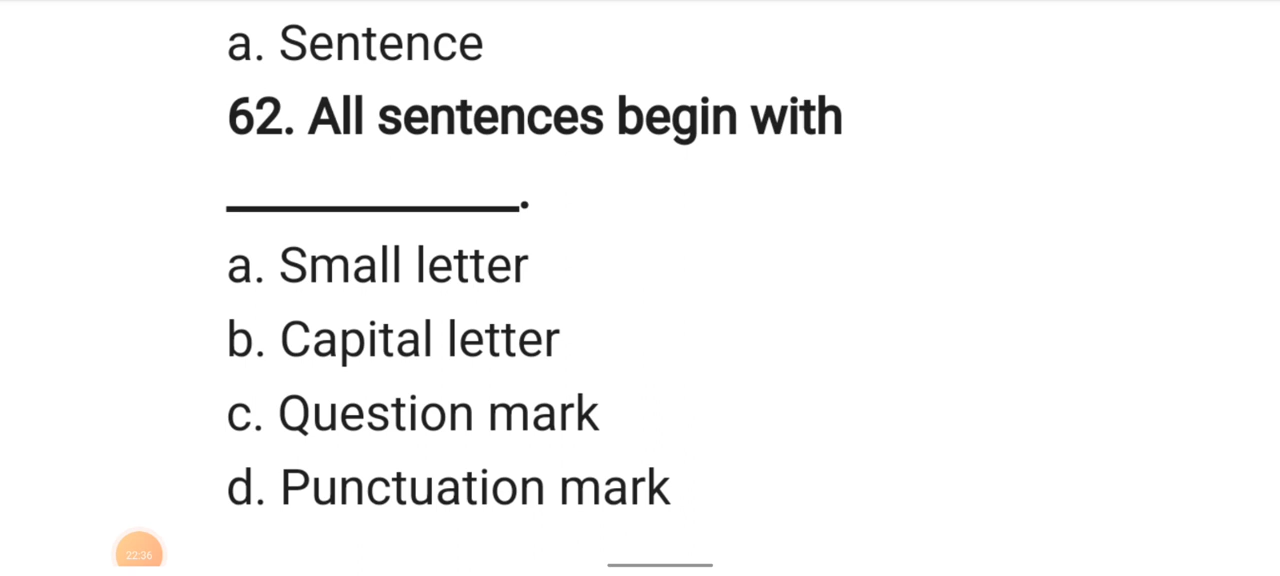 a. Sentence
62. All sentences begin with
____________.
a. Small letter
b. Capital letter
c. Question mark
d. Punctuation mark
22:36